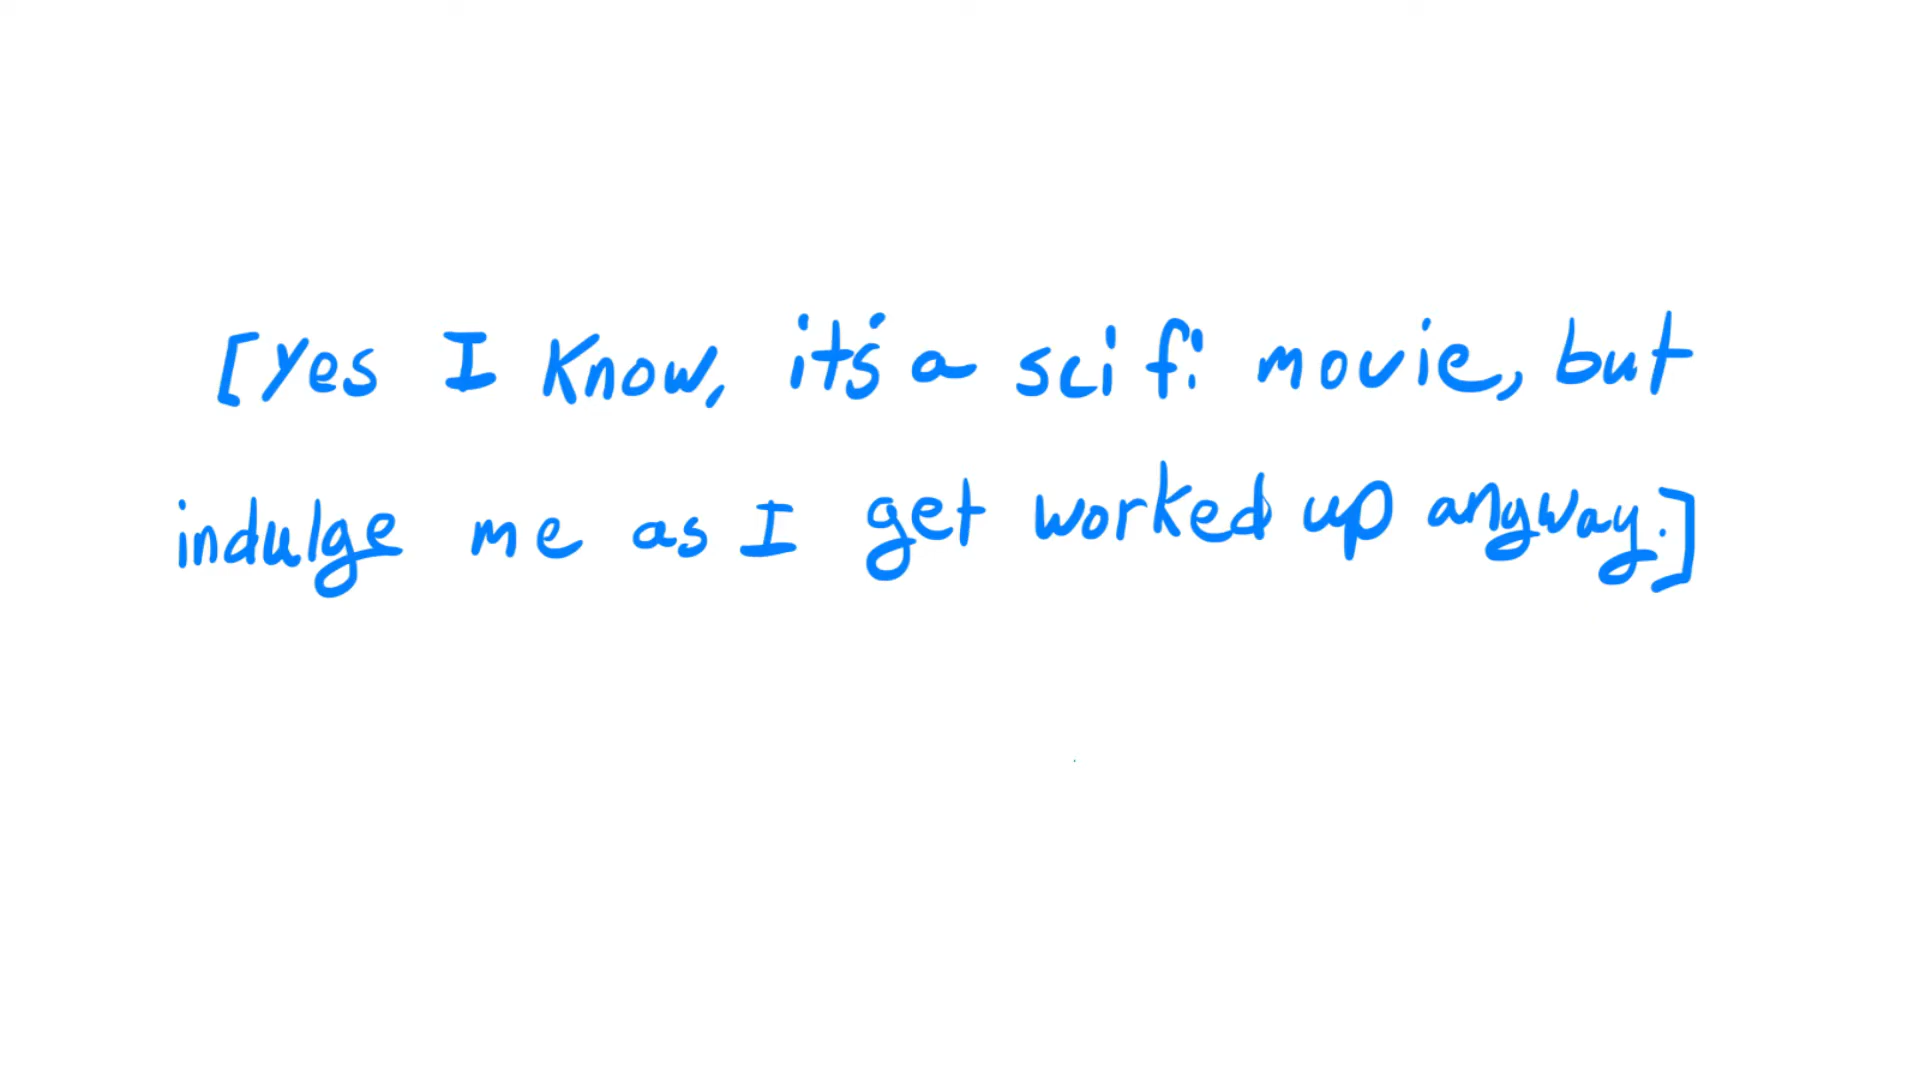 [Yes I know, it's a sci fi movie, but
indulge me as I get worked up anyway.]